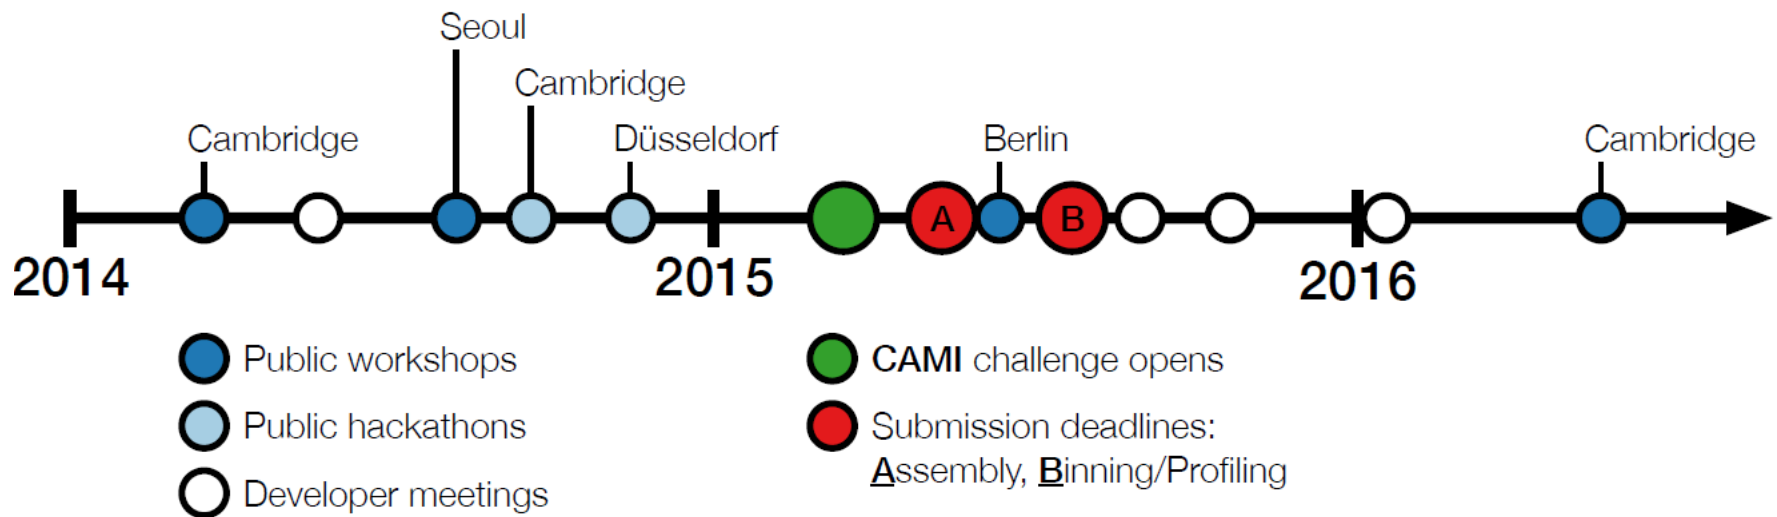 Seoul
Cambridge
Cambridge
Düsseldorf
Berlin
Cambridge
A
B
2014
2015
2016
Public workshops
Public hackathons
Developer meetings
CAMI challenge opens
Submission deadlines:
Assembly, Binning/Profiling